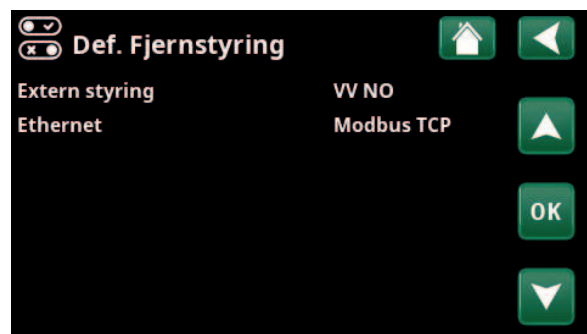 Def. Fjernstyring
Extern styring VV NO
Ethernet Modbus TCP
OK